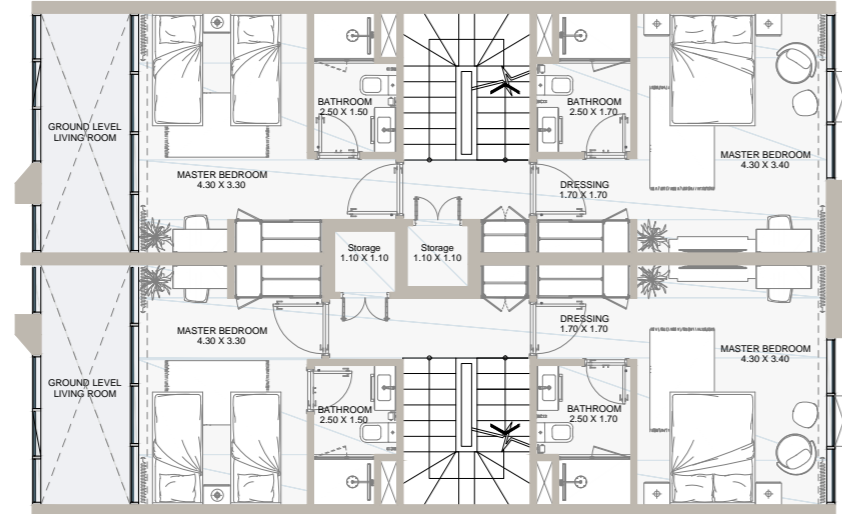 GROUND LEVEL
LIVING ROOM
MASTER BEDROOM
4.30 X 3.30
BATHROOM
2.50 X 1.50
BATHROOM
2.50 X 1.70
MASTER BEDROOM
4.30 X 3.40
DRESSING
1.70 X 1.70
Storage
1.10 X 1.10
Storage
1.10 X 1.10
GROUND LEVEL
LIVING ROOM
MASTER BEDROOM
4.30 X 3.30
BATHROOM
2.50 X 1.50
DRESSING
1.70 X 1.70
BATHROOM
2.50 X 1.70
MASTER BEDROOM
4.30 X 3.40